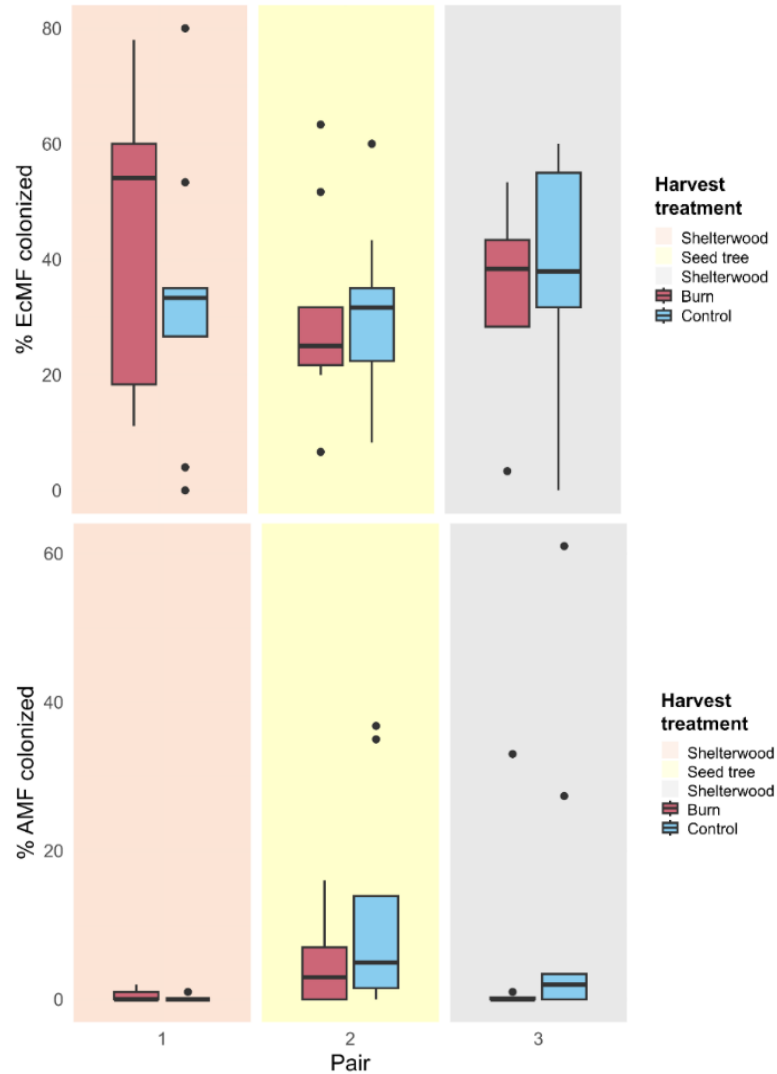 80
60
40
20
0
% EcMF colonized
Harvest
treatment
Shelterwood
Seed tree
Shelterwood
Burn
Control
60
40
20
0
% AMF colonized
Harvest
treatment
Shelterwood
Seed tree
Shelterwood
Burn
Control
1
2
3
Pair